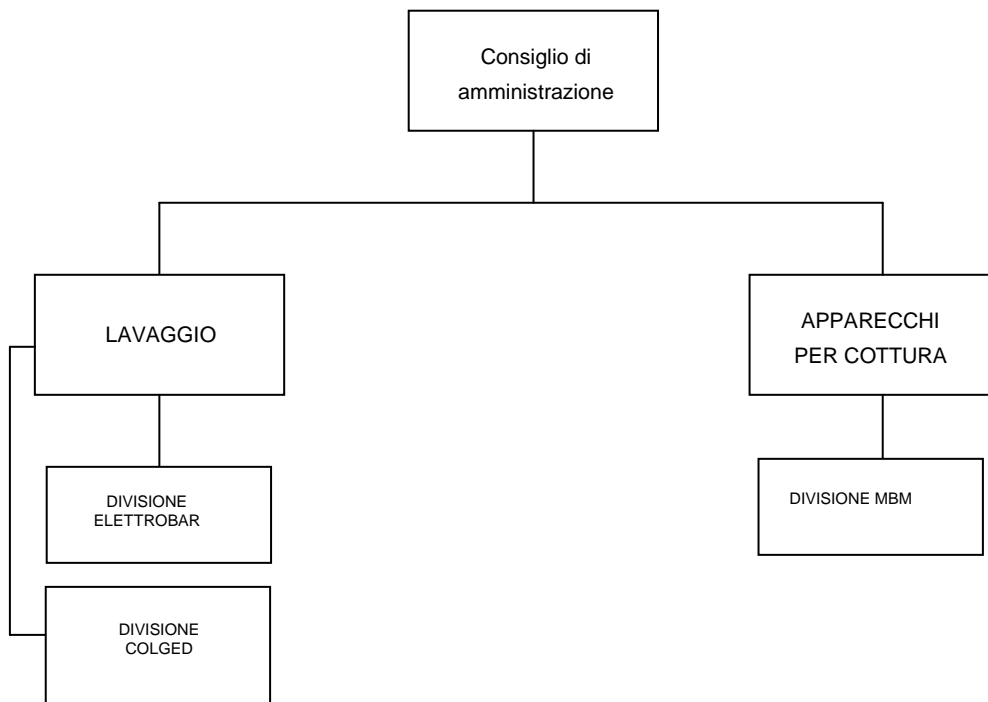 Consiglio di
amministrazione
LAVAGGIO
APPARECCHI
PER COTTURA
DIVISIONE
ELETTROBAR
DIVISIONE MBM
DIVISIONE
COLGED